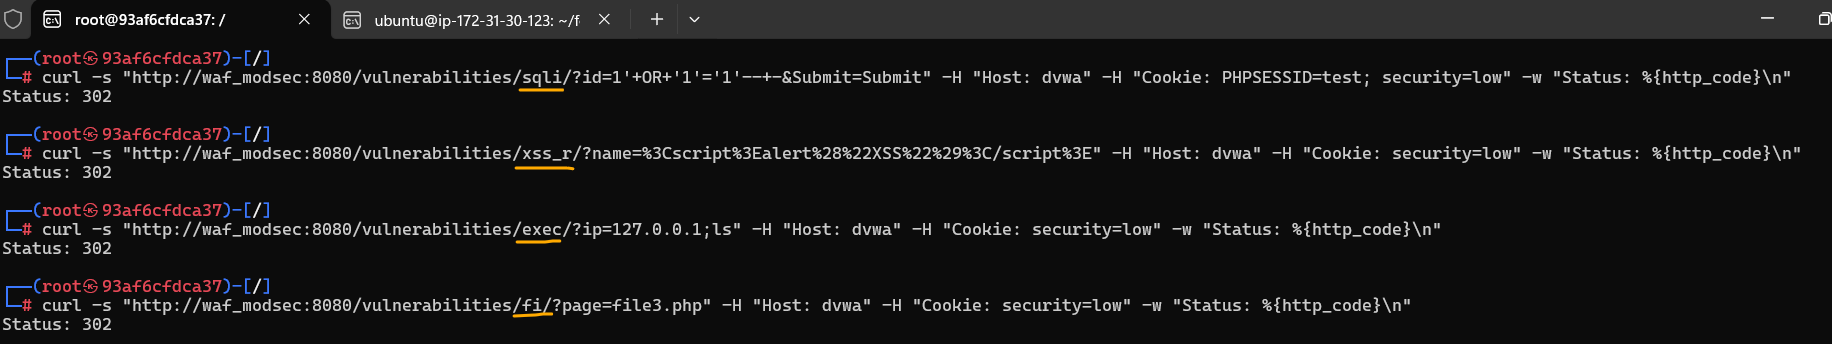 root@93af6cfdca37: /
ubuntu@ip-172-31-30-123: ~/f
┌──(root㉿93af6cfdca37)-[/]
└─# curl -s "http://waf_modsec:8080/vulnerabilities/sqli/?id=1'+OR+'1'='1'--+-&Submit=Submit" -H "Host: dvwa" -H "Cookie: PHPSESSID=test; security=low" -w "Status: %{http_code}\n"
Status: 302
┌──(root㉿93af6cfdca37)-[/]
└─# curl -s "http://waf_modsec:8080/vulnerabilities/xss_r/?name=%3Cscript%3Ealert%28%22XSS%22%29%3C/script%3E" -H "Host: dvwa" -H "Cookie: security=low" -w "Status: %{http_code}\n"
Status: 302
┌──(root㉿93af6cfdca37)-[/]
└─# curl -s "http://waf_modsec:8080/vulnerabilities/exec/?ip=127.0.0.1;ls" -H "Host: dvwa" -H "Cookie: security=low" -w "Status: %{http_code}\n"
Status: 302
┌──(root㉿93af6cfdca37)-[/]
└─# curl -s "http://waf_modsec:8080/vulnerabilities/fi/?page=file3.php" -H "Host: dvwa" -H "Cookie: security=low" -w "Status: %{http_code}\n"
Status: 302